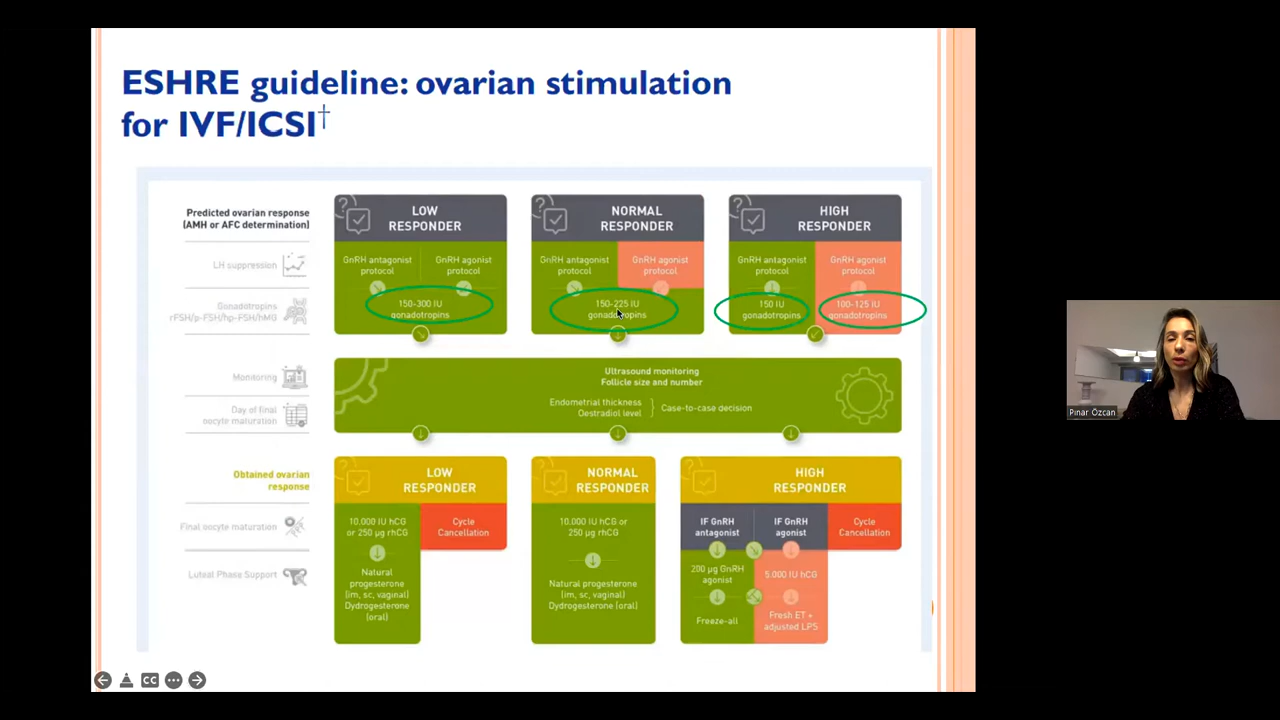 ESHRE guideline: ovarian stimulation
for IVF/ICSI†
Predicted ovarian response
(AMH or AFC determination)
LOW
RESPONDER
NORMAL
RESPONDER
HIGH
RESPONDER
LH suppression
GnRH antagonist
protocol
GnRH agonist
protocol
GnRH antagonist
protocol
GnRH agonist
protocol
GnRH antagonist
protocol
GnRH agonist
protocol
Gonadotropins
rFSH/p-FSH/hp-FSH/hMG
150-300 IU
gonadotropins
150-225 IU
gonadotropins
150 IU
gonadotropins
100-125 IU
gonadotropins
Monitoring
Ultrasound monitoring
Follicle size and number
Day of final
oocyte maturation
Endometrial thickness
Oestradiol level
Case-to-case decision
Obtained ovarian
response
LOW
RESPONDER
NORMAL
RESPONDER
HIGH
RESPONDER
Final oocyte maturation
10.000 IU hCG
or 250 µg rhCG
Cycle
Cancellation
10.000 IU hCG or
250 µg rhCG
IF GnRH
antagonist
IF GnRH
agonist
Cycle
Cancellation
Luteal Phase Support
Natural
progesterone
(im, sc, vaginal)
Dydrogesterone
(oral)
Natural progesterone
(im, sc, vaginal)
Dydrogesterone (oral)
200 µg GnRH
agonist
5.000 IU hCG
Freeze-all
Fresh ET +
adjusted LPS
CC
Pınar Özcan